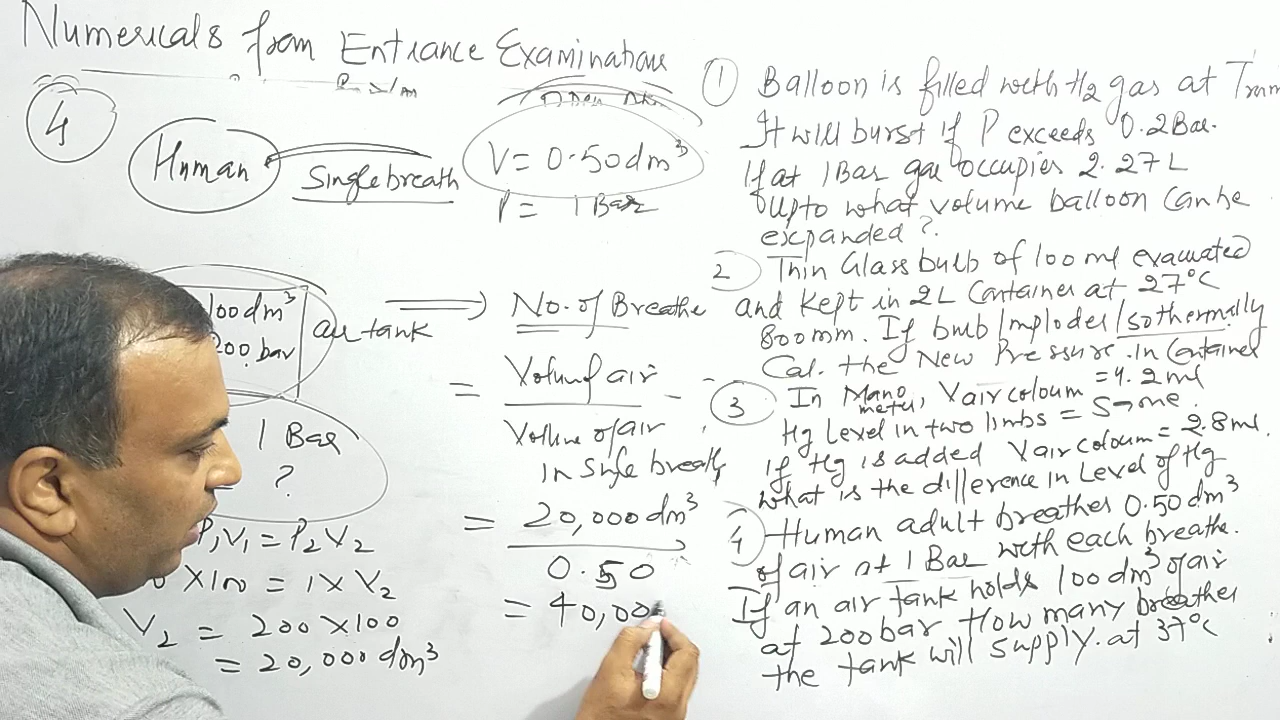 Numericals from Entrance Examinations
4
Human
Single breath
V = 0.50 dm³
P = 1 Bar
100 dm³
200 bar
air tank
1 Bar
?
P₁V₁ = P₂V₂
X100 = 1 X V₂
V₂ = 200 X 100
= 20,000 dm³
No. of Breathe
= Volume of air
Volume of air
in single breath
= 20,000 dm³
0.50
= 40,00
1 Balloon is filled with H₂ gas at
It will burst if P exceeds 0.2 Bar.
If at 1 Bar gas occupies 2.27 L
upto what volume balloon can be
expanded?
2 Thin Glass bulb of 100 ml evacuated
and kept in 2L Container at 27°C
800mm. If bulb Implodes Isothermally
Cal. the New Pressure in Container
3 In Manometer, V air coloum = 4.2 ml
Hg Level in two limbs = Same.
If Hg is added V air coloum = 2.8 ml.
what is the difference in Level of Hg
4 Human adult breathes 0.50 dm³
of air at 1 Bar with each breathe.
If an air tank holds 100 dm³ of air
at 200 bar How many breathes
the tank will supply. at 37°C